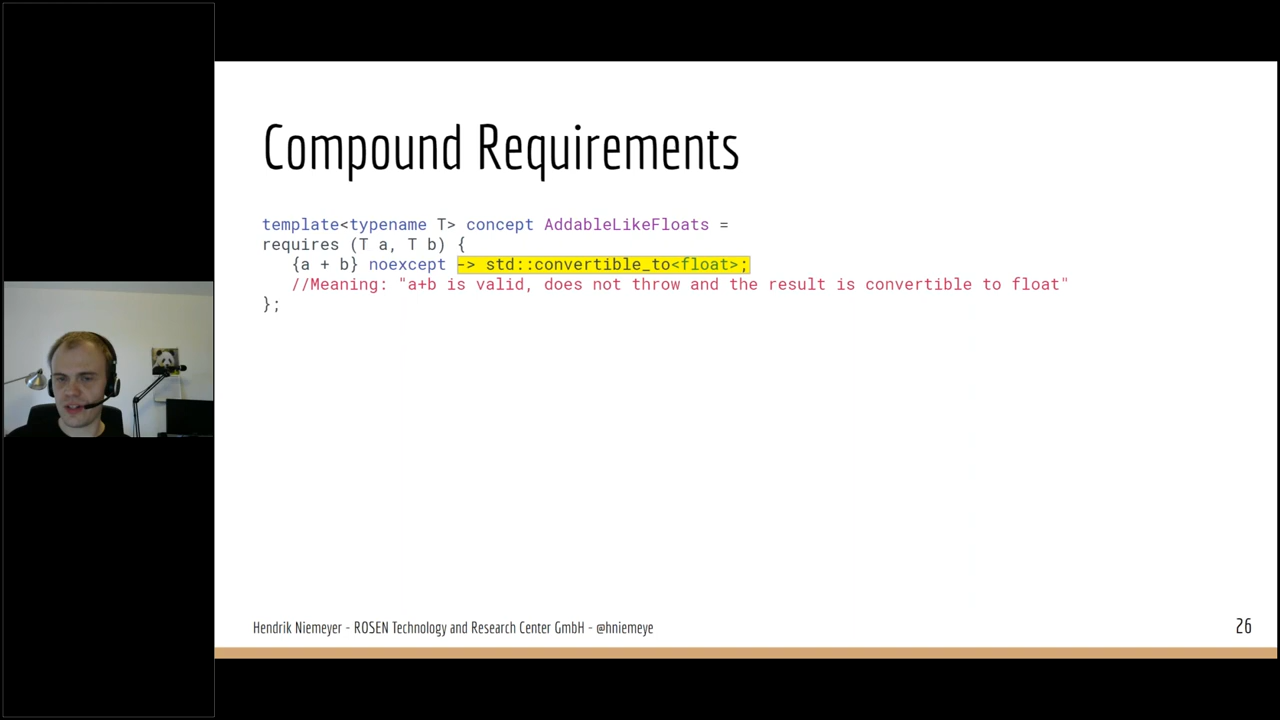 Compound Requirements
template<typename T> concept AddableLikeFloats =
requires (T a, T b) {
{a + b} noexcept -> std::convertible_to<float>;
//Meaning: "a+b is valid, does not throw and the result is convertible to float"
};
Hendrik Niemeyer - ROSEN Technology and Research Center GmbH - @hniemeye
26